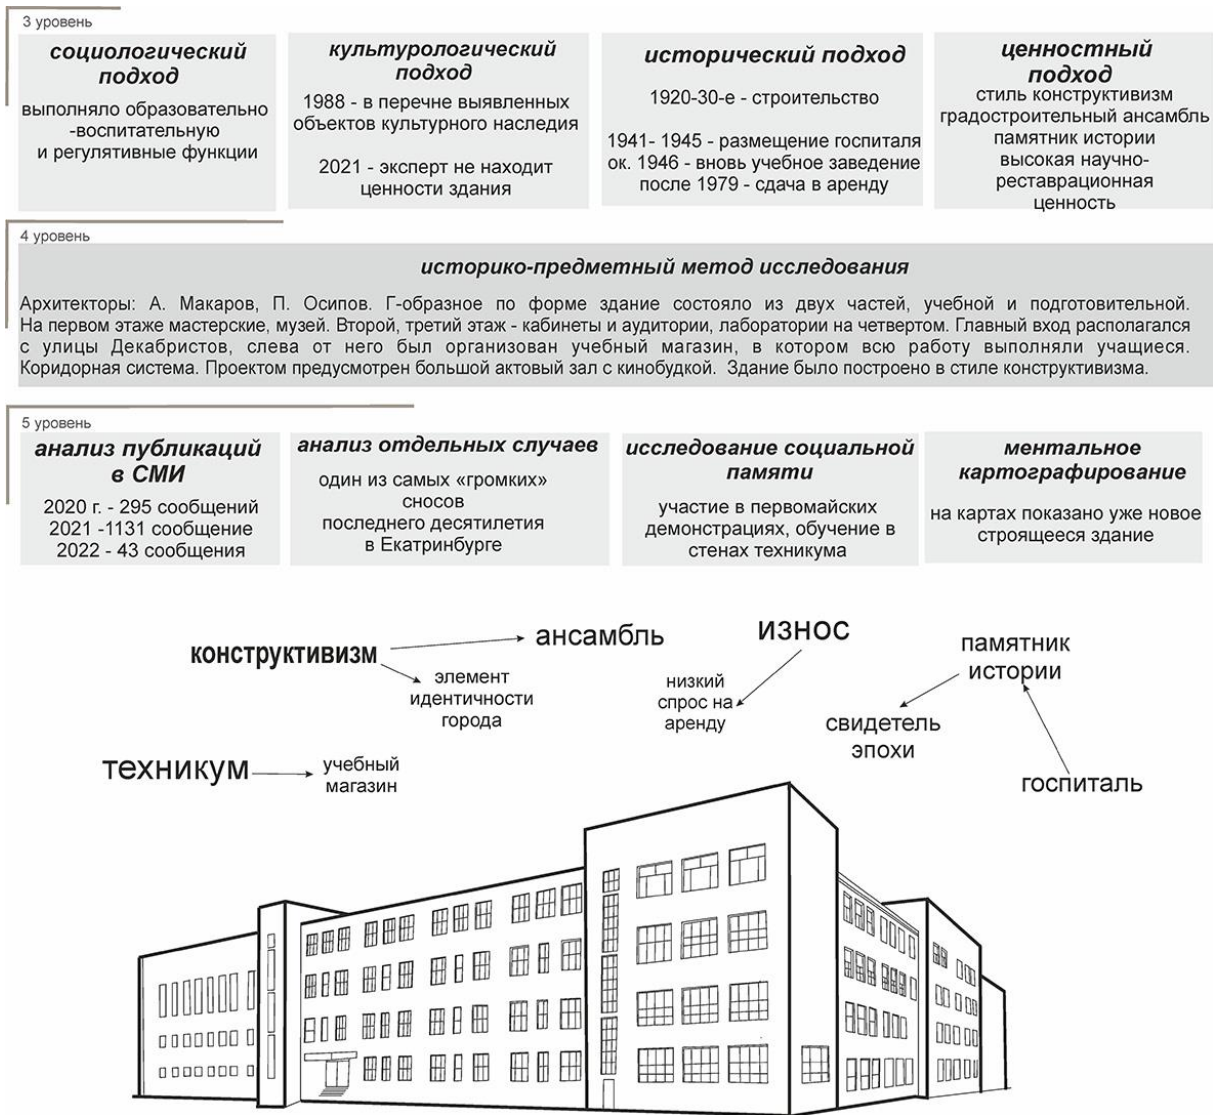 3 уровень
социологический
подход
выполняло образовательно
-воспитательную
и регулятивные функции
культурологический
подход
1988 - в перечне выявленных
объектов культурного наследия
2021 - эксперт не находит
ценности здания
исторический подход
1920-30-е - строительство
1941- 1945 - размещение госпиталя
ок. 1946 - вновь учебное заведение
после 1979 - сдача в аренду
ценностный
подход
стиль конструктивизм
градостроительный ансамбль
памятник истории
высокая научно-
реставрационная
ценность
4 уровень
историко-предметный метод исследования
Архитекторы: А. Макаров, П. Осипов. Г-образное по форме здание состояло из двух частей, учебной и подготовительной.
На первом этаже мастерские, музей. Второй, третий этаж - кабинеты и аудитории, лаборатории на четвертом. Главный вход располагался
с улицы Декабристов, слева от него был организован учебный магазин, в котором всю работу выполняли учащиеся.
Коридорная система. Проектом предусмотрен большой актовый зал с кинобудкой. Здание было построено в стиле конструктивизма.
5 уровень
анализ публикаций
в СМИ
2020 г. - 295 сообщений
2021 -1131 сообщение
2022 - 43 сообщения
анализ отдельных случаев
один из самых «громких»
сносов
последнего десятилетия
в Екатринбурге
исследование социальной
памяти
участие в первомайских
демонстрациях, обучение в
стенах техникума
ментальное
картографирование
на картах показано уже новое
строящееся здание
конструктивизм
ансамбль
элемент
идентичности
города
износ
низкий
спрос на
аренду
памятник
истории
свидетель
эпохи
госпиталь
техникум
учебный
магазин